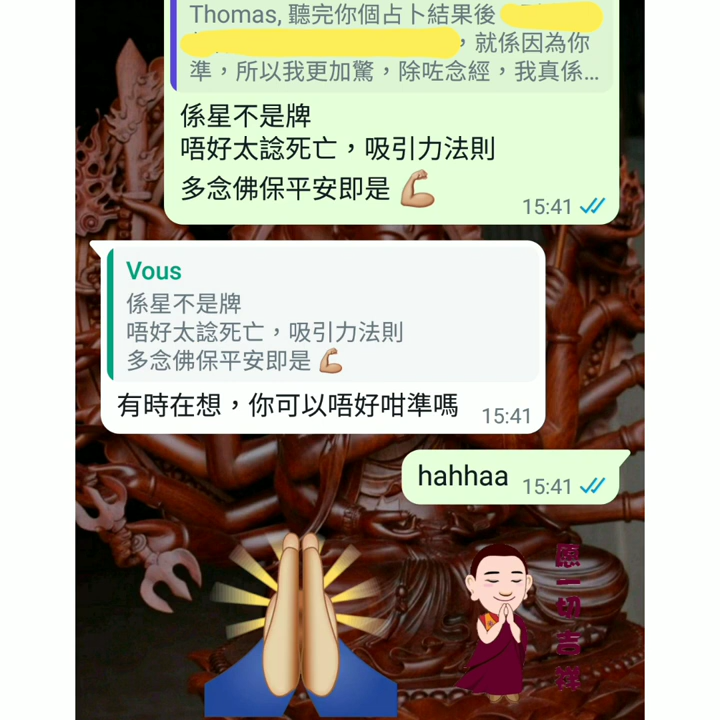 Thomas, 聽完你個占卜結果後
，就係因為你
準，所以我更加驚，除咗念經，我真係…
係星不是牌
唔好太諗死亡，吸引力法則
多念佛保平安即是 💪🏼
15:41
Vous
係星不是牌
唔好太諗死亡，吸引力法則
多念佛保平安即是 💪🏼
有時在想，你可以唔好咁準嗎
15:41
hahhaa
15:41
愿一切吉祥